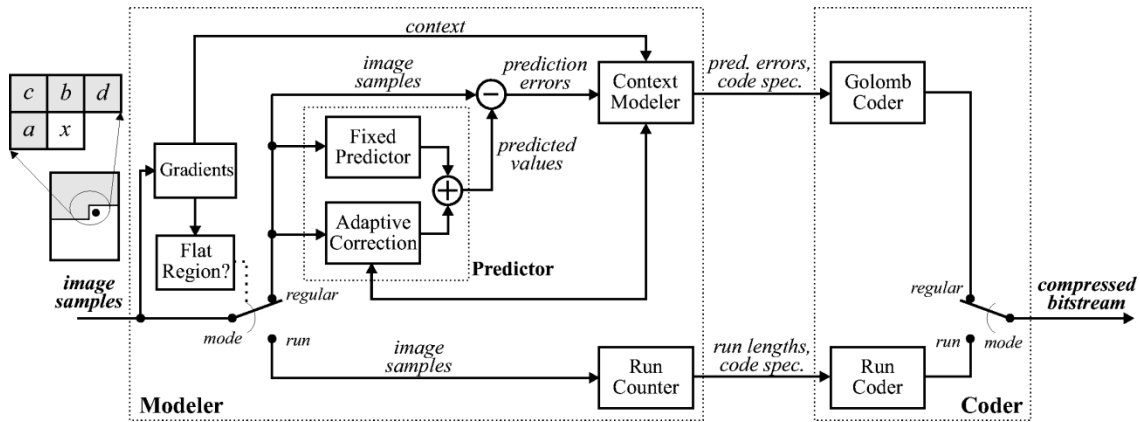 context
image
samples
prediction
errors
pred. errors,
code spec.
c b d
a x
Gradients
Flat
Region?
Fixed
Predictor
Adaptive
Correction
−
+
predicted
values
Predictor
Context
Modeler
Golomb
Coder
image
samples
regular
mode
run
image
samples
Run
Counter
run lengths,
code spec.
Run
Coder
regular
run
mode
compressed
bitstream
Modeler
Coder